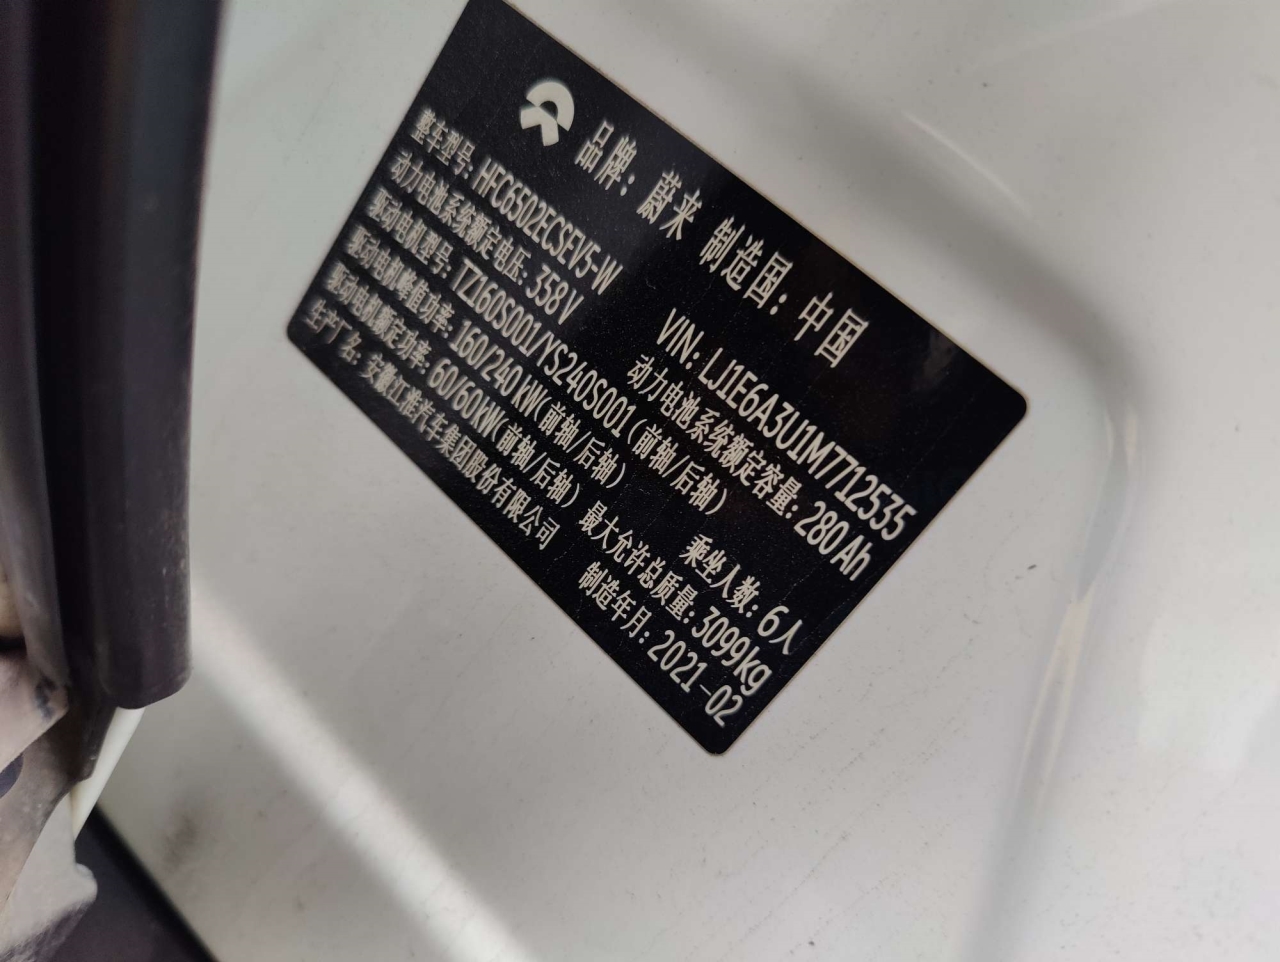 品牌：蔚来 制造国：中国
整车型号：HFC6502ECSEV5-W VIN：LJ1E6A3U1M7712535
动力电池系统额定电压：358V 动力电池系统额定容量：280Ah
驱动电机型号：TZ160S001/YS240S001(前轴/后轴)
驱动电机峰值功率：160/240kW(前轴/后轴) 乘坐人数：6人
驱动电机额定功率：60/60kW(前轴/后轴) 最大允许总质量：3099kg
生产厂名：安徽江淮汽车集团股份有限公司 制造年月：2021-02